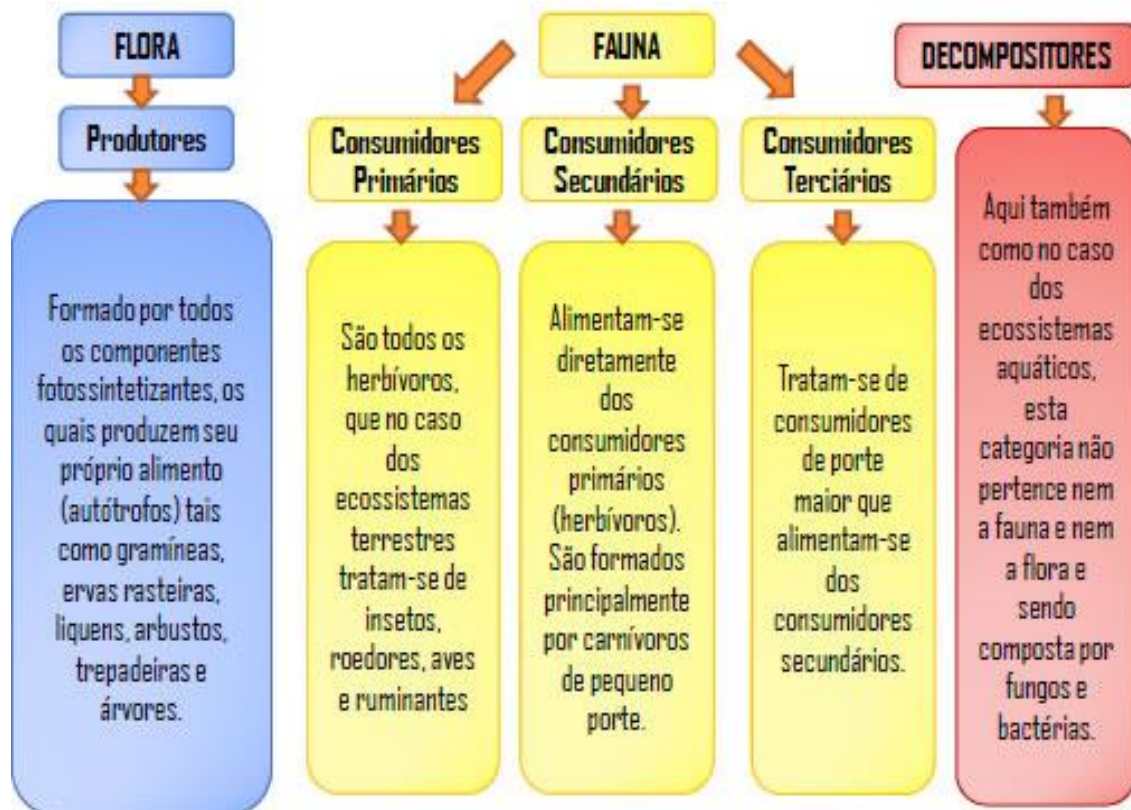 FLORA
Produtores
Formado por todos
os componentes
fotossintetizantes, os
quais produzem seu
próprio alimento
(autótrofos) tais
como gramíneas,
ervas rasteiras,
liquens, arbustos,
trepadeiras e
árvores.
FAUNA
Consumidores
Primários
São todos os
herbívoros,
que no caso
dos
ecossistemas
terrestres
tratam-se de
insetos,
roedores, aves
e ruminantes
Consumidores
Secundários
Alimentam-se
diretamente
dos
consumidores
primários
(herbívoros).
São formados
principalmente
por carnívoros
de pequeno
porte.
Consumidores
Terciários
Tratam-se de
consumidores
de porte
maior que
alimentam-se
dos
consumidores
secundários.
DECOMPOSITORES
Aqui também
como no caso
dos
ecossistemas
aquáticos,
esta
categoria não
pertence nem
a fauna e nem
a flora e
sendo
composta por
fungos e
bactérias.